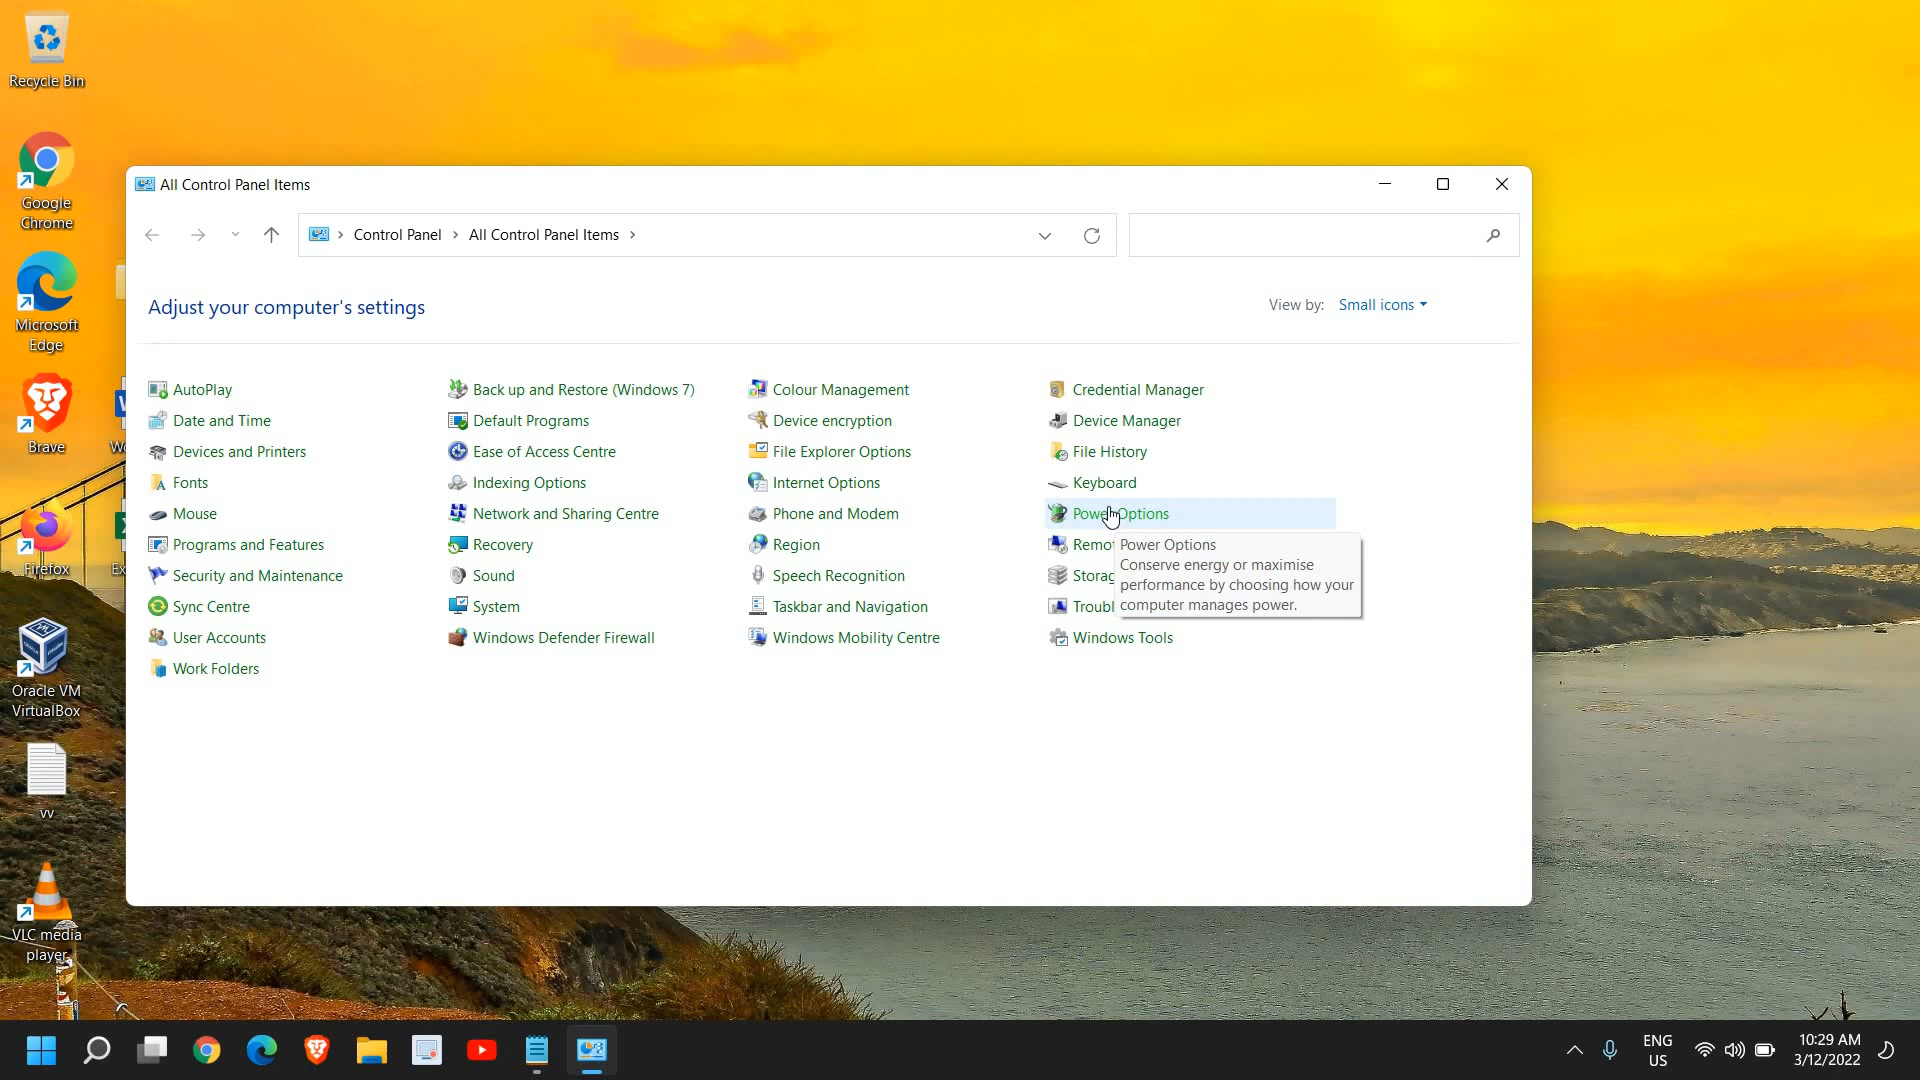 Recycle Bin
Google
Chrome
Microsoft
Edge
Brave
Firefox
Oracle VM
VirtualBox
vv
VLC media
player
All Control Panel Items
Control Panel
All Control Panel Items
Adjust your computer's settings
View by: Small icons
AutoPlay
Back up and Restore (Windows 7)
Colour Management
Credential Manager
Date and Time
Default Programs
Device encryption
Device Manager
Devices and Printers
Ease of Access Centre
File Explorer Options
File History
Fonts
Indexing Options
Internet Options
Keyboard
Mouse
Network and Sharing Centre
Phone and Modem
Power Options
Programs and Features
Recovery
Region
Security and Maintenance
Sound
Speech Recognition
Sync Centre
System
Taskbar and Navigation
User Accounts
Windows Defender Firewall
Windows Mobility Centre
Windows Tools
Work Folders
Power Options
Conserve energy or maximise
performance by choosing how your
computer manages power.
ENG
US
10:29 AM
3/12/2022